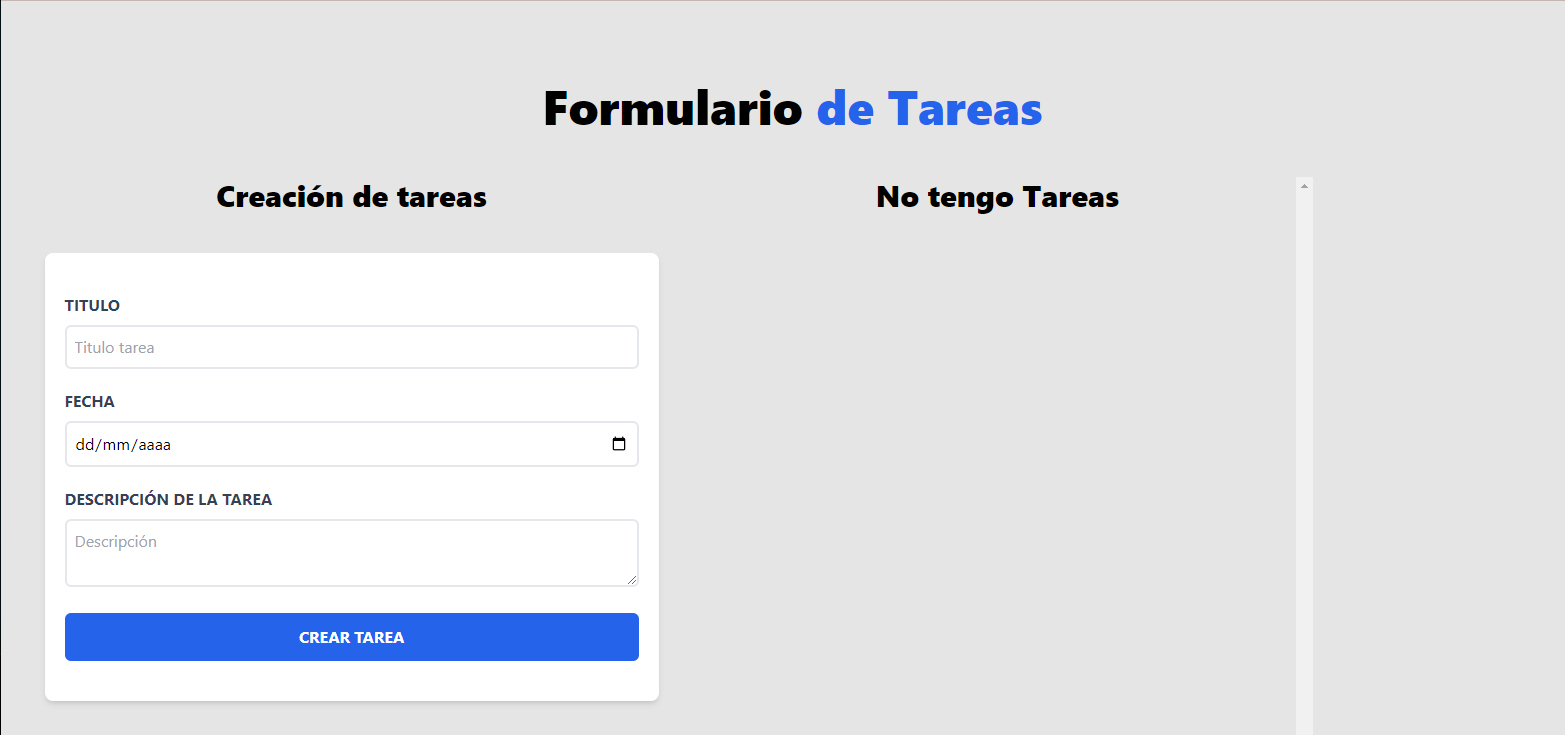 Formulario de Tareas
Creación de tareas
No tengo Tareas
TITULO
Titulo tarea
FECHA
dd/mm/aaaa
DESCRIPCIÓN DE LA TAREA
Descripción
CREAR TAREA